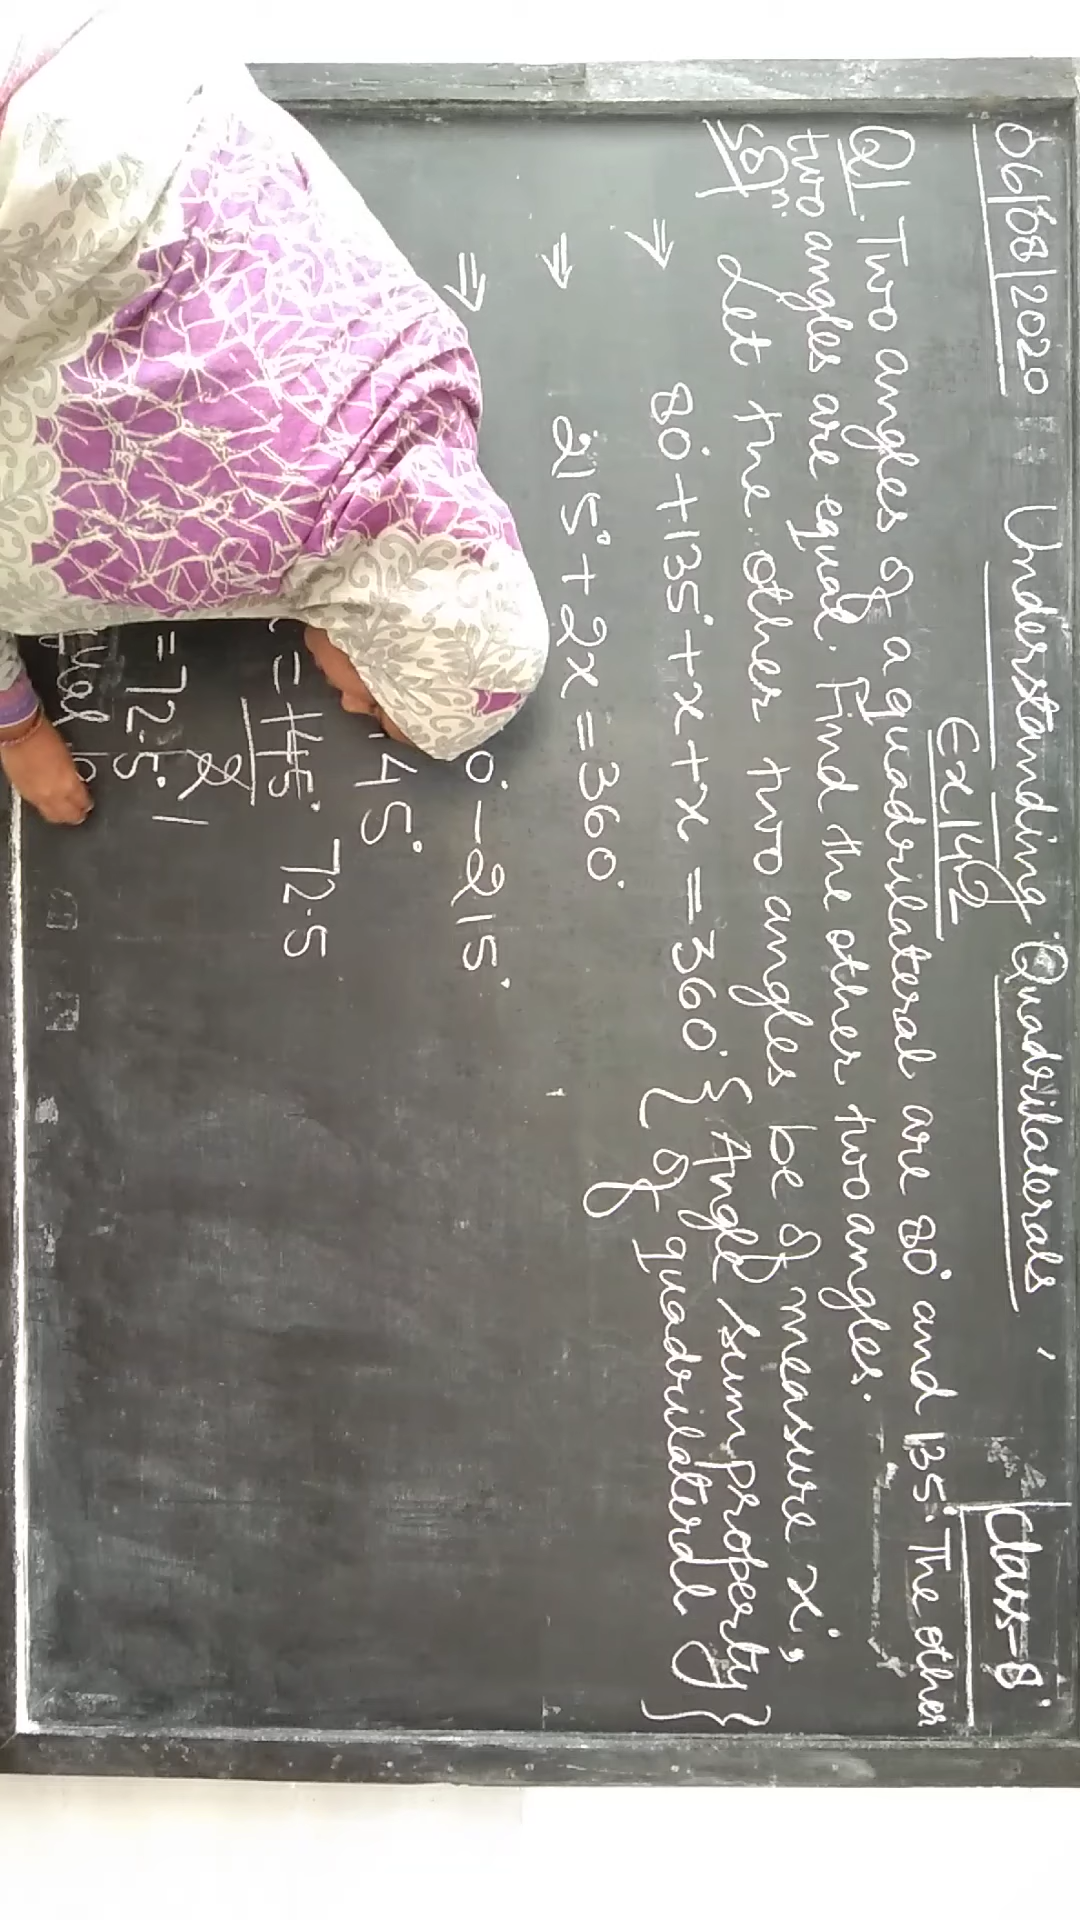 06/08/2020 Understanding Quadrilaterals Class-8
Ex 14.2
Q1. Two angles of a quadrilateral are 80° and 135°. The other
two angles are equal. Find the other two angles.
Solⁿ. Let the other two angles be of measure x°,
⇒ 80°+135°+x+x = 360° {Angle sum property
of quadrilateral}
⇒ 215°+2x = 360°
⇒ 0-215°
145°
= 145° 72.5
2
= 72.5°